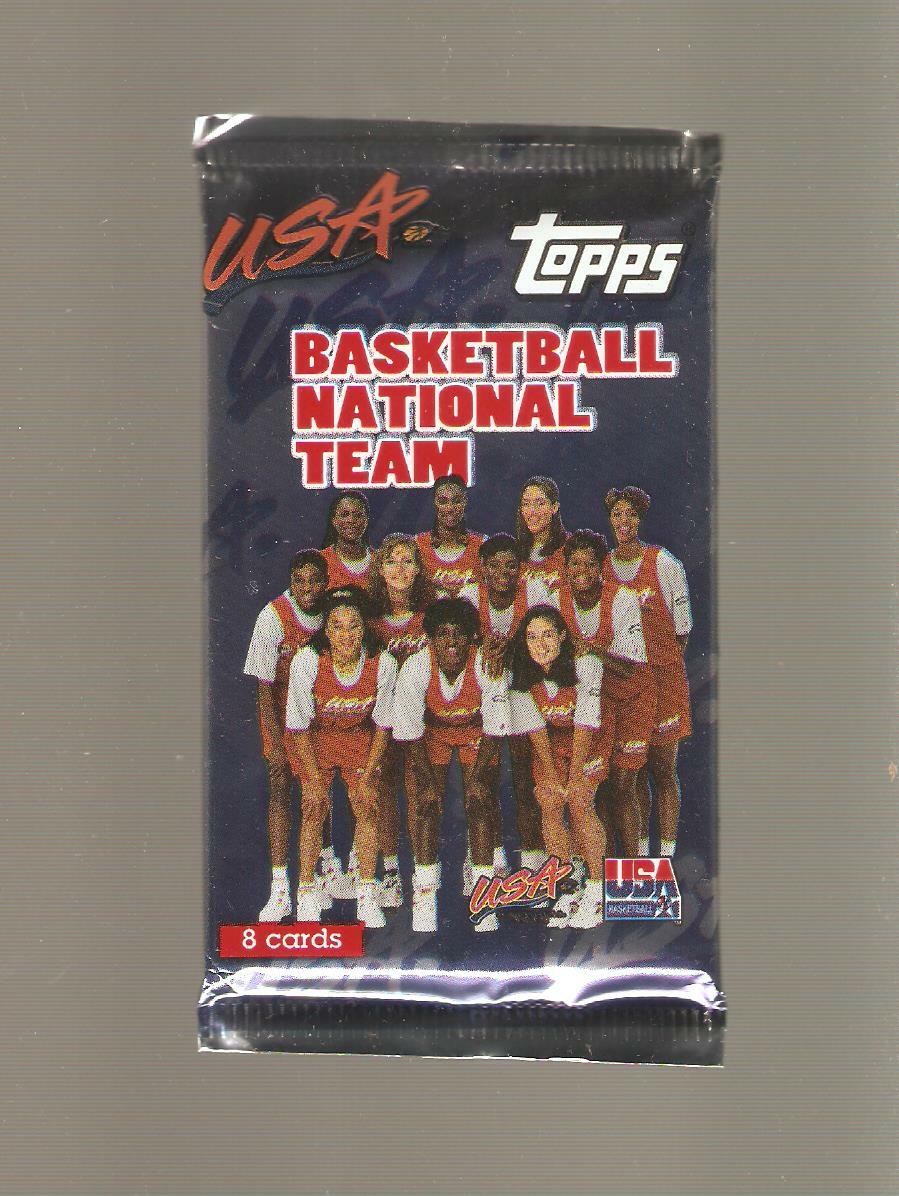 USA
TOPPS®
BASKETBALL
NATIONAL
TEAM
USA
USA
BASKETBALL
8 cards